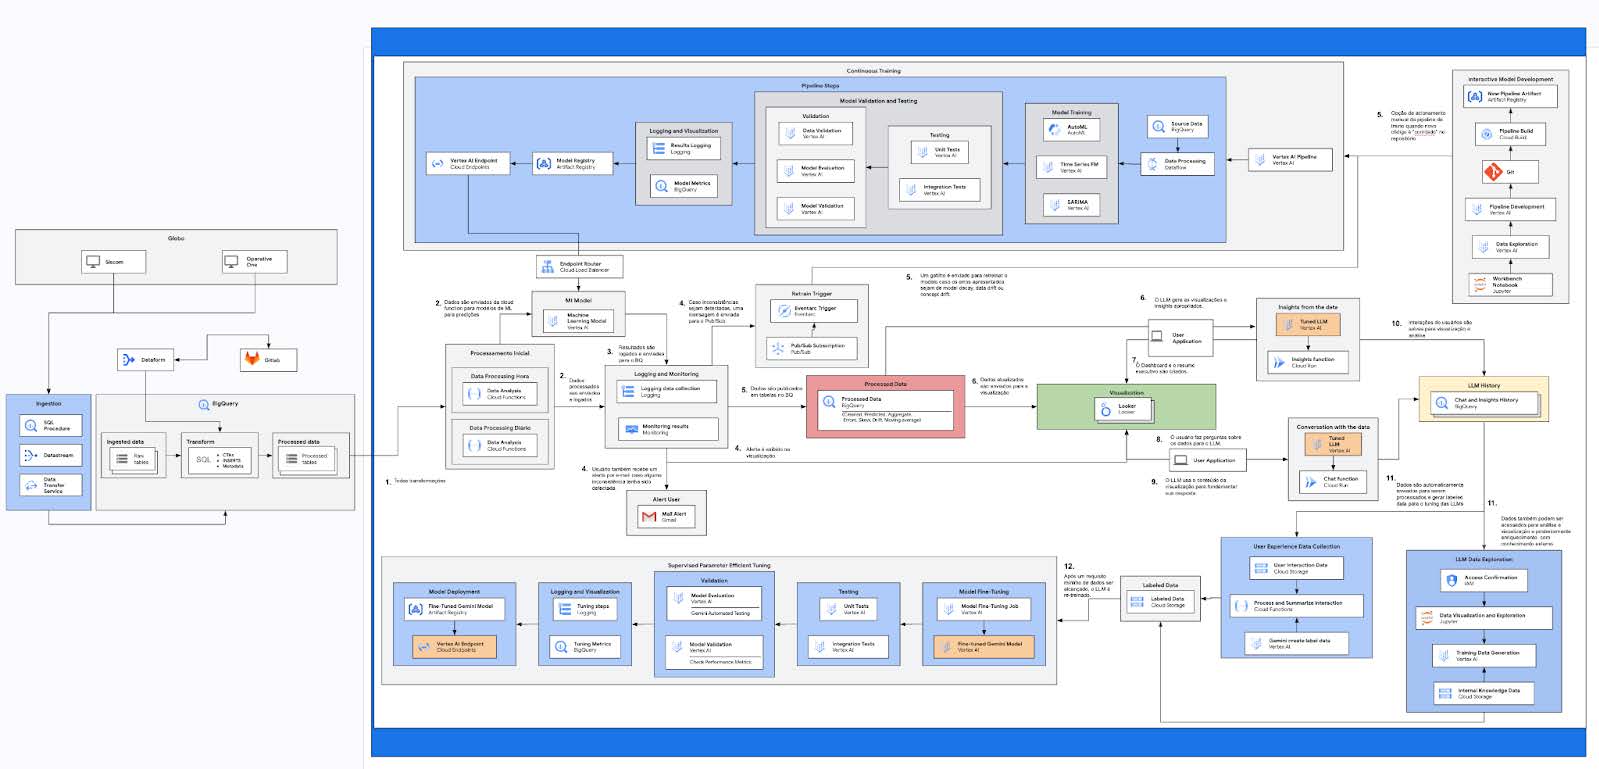 Globo
Siscom
Operative
One
Dataform
Gitlab
Ingestion
SQL
Procedure
Datastream
Data
Transfer
Service
BigQuery
Ingested data
Raw
tables
Transform
SQL
• CTAs
• INSERTS
• Metadata
Processed data
Processed
tables
Continuous Training
Pipeline Steps
Vertex AI Endpoint
Cloud Endpoints
Model Registry
Artifact Registry
Logging and Visualization
Results Logging
Logging
Model Metrics
BigQuery
Model Validation and Testing
Validation
Data Validation
Vertex AI
Model Evaluation
Vertex AI
Model Validation
Vertex AI
Testing
Unit Tests
Vertex AI
Integration Tests
Vertex AI
Model Training
AutoML
AutoML
Time Series FM
Vertex AI
SARIMA
Vertex AI
Source Data
BigQuery
Data Processing
Dataflow
Vertex AI Pipeline
Vertex AI
5.
Opção de acionamento
manual do pipeline de
treino quando novo
código é "comitado" no
repositório
Interactive Model Development
New Pipeline Artifact
Artifact Registry
Pipeline Build
Cloud Build
Git
Pipeline Development
Vertex AI
Data Exploration
Vertex AI
Workbench
Notebook
Jupyter
Endpoint Router
Cloud Load Balancer
Ml Model
Machine
Learning Model
Vertex AI
2.
Dados são enviados da cloud
function para modelos de ML
para predições
Processamento Inicial
Data Processing Hora
Data Analysis
Cloud Functions
Data Processing Diário
Data Analysis
Cloud Functions
1.
Todas transformações
2.
Dados
processados
são enviados
e logados
3.
Resultados são
logados e enviados
para o BQ
Logging and Monitoring
Logging data collection
Logging
Monitoring results
Monitoring
4.
Caso inconsistências
sejam detectadas, uma
mensagem é enviada
para o Pub/Sub
Retrain Trigger
Eventarc Trigger
Eventarc
Pub/Sub Subscription
Pub/Sub
5.
Um gatilho é enviado para retreinar o
modelo caso os erros apresentados
sejam de model decay, data drift ou
concept drift.
4.
Usuário também recebe um
alerta por e-mail caso alguma
inconsistência tenha sido
detectada
Alert User
Mail Alert
Gmail
4.
Alerta é exibido na
visualização
5.
Dados são publicados
em tabelas no BQ
Processed Data
Processed Data
BigQuery
(Cleaned, Predicted, Aggregate,
Errors, Skew, Drift, Moving average)
6.
Dados atualizados
são enviados para a
visualização
Visualization
Looker
Looker
6.
O LLM gera as visualizações e
insights apropriados.
User
Application
7.
O Dashboard e o resumo
executivo são criados.
Insights from the data
Tuned LLM
Vertex AI
Insights function
Cloud Run
8.
O usuário faz perguntas sobre
os dados para o LLM.
User Application
9.
O LLM usa o conteúdo da
visualização para fundamentar
sua resposta
Conversation with the data
Tuned
LLM
Vertex AI
Chat function
Cloud Run
10.
Interações do usuários são
salvas para visualização e
análise
LLM History
Chat and Insights History
BigQuery
11.
Dados são automaticamente
enviados para serem
processados e gerar labeled
data para o tuning das LLMs
11.
Dados também podem ser
acessados para análise e
visualização e posteriormente
enriquecimento com
conhecimento externo.
User Experience Data Collection
User Interaction Data
Cloud Storage
Process and Summarize Interaction
Cloud Functions
Gemini create label data
Vertex AI
LLM Data Exploration
Access Confirmation
IAM
Data Visualization and Exploration
Jupyter
Training Data Generation
Vertex AI
Internal Knowledge Data
Cloud Storage
Labeled Data
Labeled Data
Cloud Storage
12.
Após um requisito
mínimo de dados ser
alcançado, o LLM é
re-treinado.
Supervised Parameter Efficient Tuning
Model Deployment
Fine-Tuned Gemini Model
Artifact Registry
Vertex AI Endpoint
Cloud Endpoints
Logging and Visualization
Tuning steps
Logging
Tuning Metrics
BigQuery
Validation
Model Evaluation
Vertex AI
Gemini Automated Testing
Model Validation
Vertex AI
Check Performance Metrics
Testing
Unit Tests
Vertex AI
Integration Tests
Vertex AI
Model Fine-Tuning
Model Fine-Tuning Job
Vertex AI
Fine-tuned Gemini Model
Vertex AI